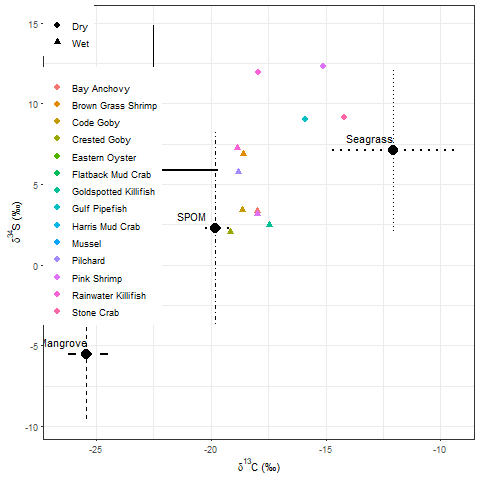 15
10
5
0
-5
-10
δ34S (‰)
Dry
Wet
Bay Anchovy
Brown Grass Shrimp
Code Goby
Crested Goby
Eastern Oyster
Flatback Mud Crab
Goldspotted Killifish
Gulf Pipefish
Harris Mud Crab
Mussel
Pilchard
Pink Shrimp
Rainwater Killifish
Stone Crab
Seagrass
SPOM
Mangrove
-25
-20
-15
-10
δ13C (‰)